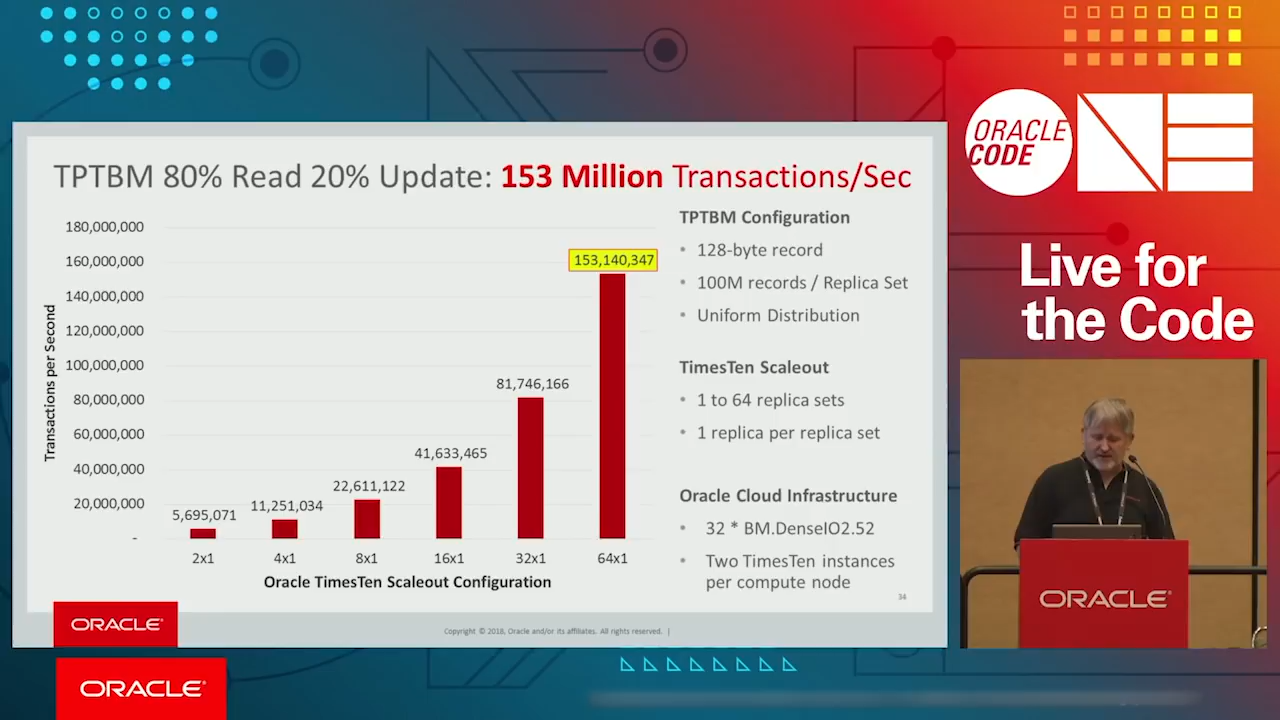 TPTBM 80% Read 20% Update: 153 Million Transactions/Sec
Transactions per Second
180,000,000
160,000,000
140,000,000
120,000,000
100,000,000
80,000,000
60,000,000
40,000,000
20,000,000
-
5,695,071
11,251,034
22,611,122
41,633,465
81,746,166
153,140,347
2x1
4x1
8x1
16x1
32x1
64x1
Oracle TimesTen Scaleout Configuration
TPTBM Configuration
• 128-byte record
• 100M records / Replica Set
• Uniform Distribution
TimesTen Scaleout
• 1 to 64 replica sets
• 1 replica per replica set
Oracle Cloud Infrastructure
• 32 * BM.DenseIO2.52
• Two TimesTen instances
per compute node
34
ORACLE®
Copyright © 2018, Oracle and/or its affiliates. All rights reserved. |
ORACLE®
ORACLE
CODE
ONE
Live for
the Code
ORACLE®